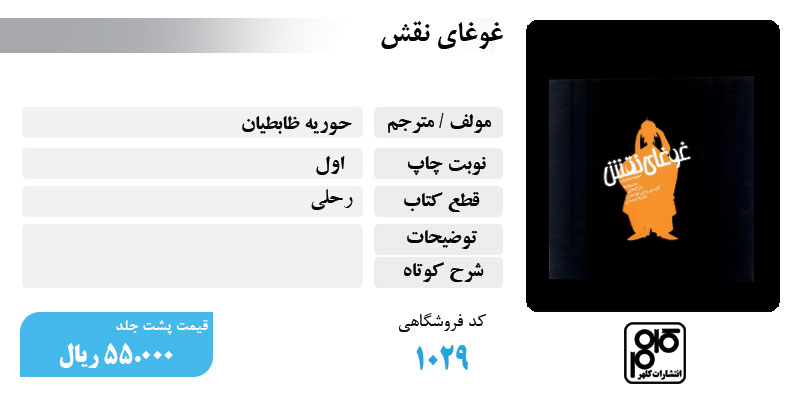 غوغای نقش
مولف / مترجم
حوریه ظابطیان
نوبت چاپ
اول
قطع کتاب
رحلی
توضیحات
شرح کوتاه
کد فروشگاهی
۱۰۲۹
قیمت پشت جلد
۵۵.۰۰۰ ریال
غوغای نقش
انتشارات کلهر